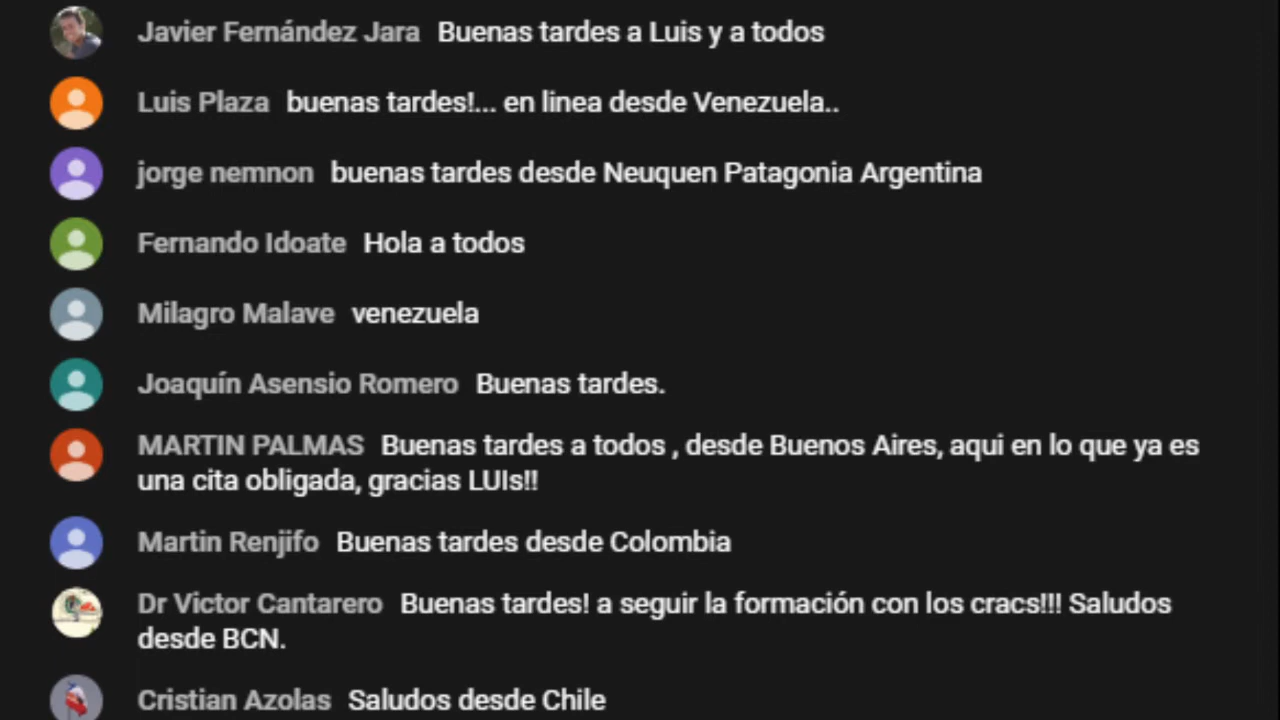 Javier Fernández Jara Buenas tardes a Luis y a todos
Luis Plaza buenas tardes!... en linea desde Venezuela..
jorge nemnon buenas tardes desde Neuquen Patagonia Argentina
Fernando Idoate Hola a todos
Milagro Malave venezuela
Joaquín Asensio Romero Buenas tardes.
MARTIN PALMAS Buenas tardes a todos , desde Buenos Aires, aqui en lo que ya es
una cita obligada, gracias LUIs!!
Martin Renjifo Buenas tardes desde Colombia
Dr Victor Cantarero Buenas tardes! a seguir la formación con los cracs!!! Saludos
desde BCN.
Cristian Azolas Saludos desde Chile